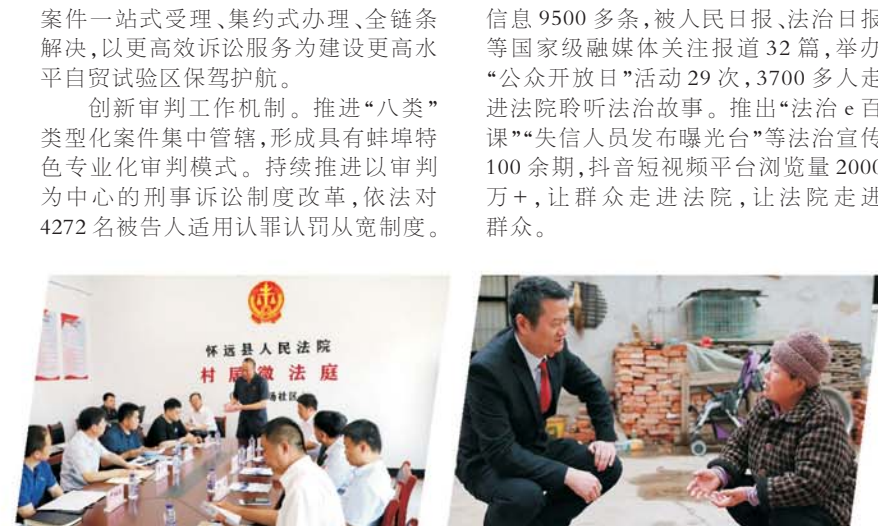 案件一站式受理、集约式办理、全链条
解决,以更高效诉讼服务为建设更高水
平自贸试验区保驾护航。
创新审判工作机制。推进“八类”
类型化案件集中管辖,形成具有蚌埠特
色专业化审判模式。持续推进以审判
为中心的刑事诉讼制度改革,依法对
4272名被告人适用认罪认罚从宽制度。
信息9500多条,被人民日报、法治日报
等国家级融媒体关注报道32篇,举办
“公众开放日”活动29次,3700多人走
进法院聆听法治故事。推出“法治e百
课”“失信人员发布曝光台”等法治宣传
100余期,抖音短视频平台浏览量2000
万+,让群众走进法院,让法院走进
群众。
怀远县人民法院
村居微法庭
场社区